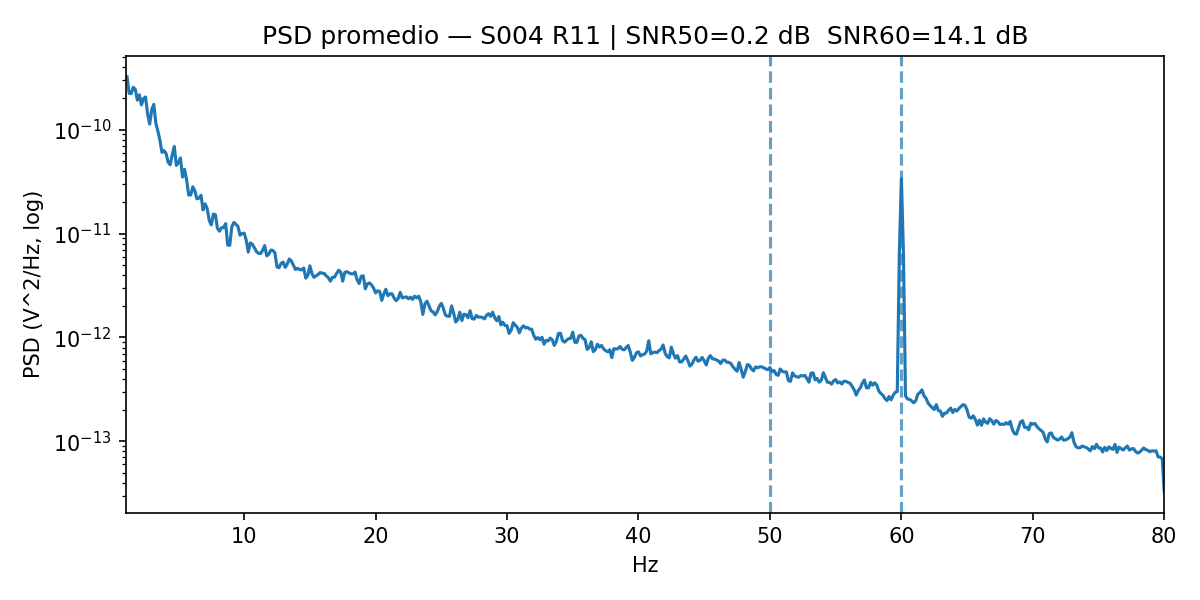 PSD promedio — S004 R11 | SNR50=0.2 dB  SNR60=14.1 dB
PSD (V^2/Hz, log)
10⁻¹⁰
10⁻¹¹
10⁻¹²
10⁻¹³
10 20 30 40 50 60 70 80
Hz